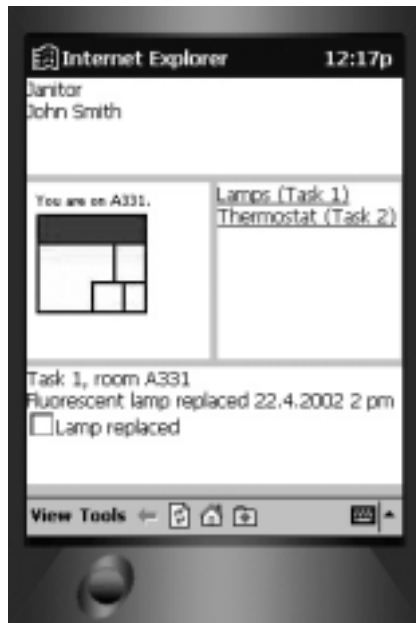 Internet Explorer 12:17p
Janitor
John Smith
You are on A331.
Lamps (Task 1)
Thermostat (Task 2)
Task 1, room A331
Fluorescent lamp replaced 22.4.2002 2 pm
Lamp replaced
View Tools